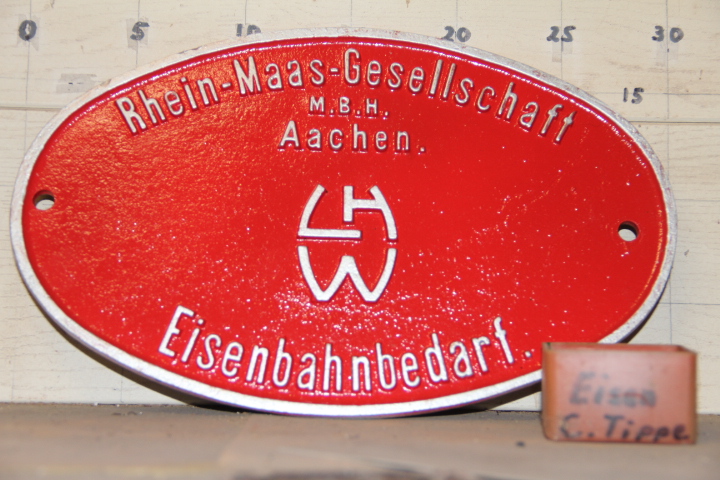 0 5 10 20 25 30
15
Rhein-Maas-Gesellschaft
M.B.H.
Aachen.
Eisenbahnbedarf.
Eisen
C. Tippe